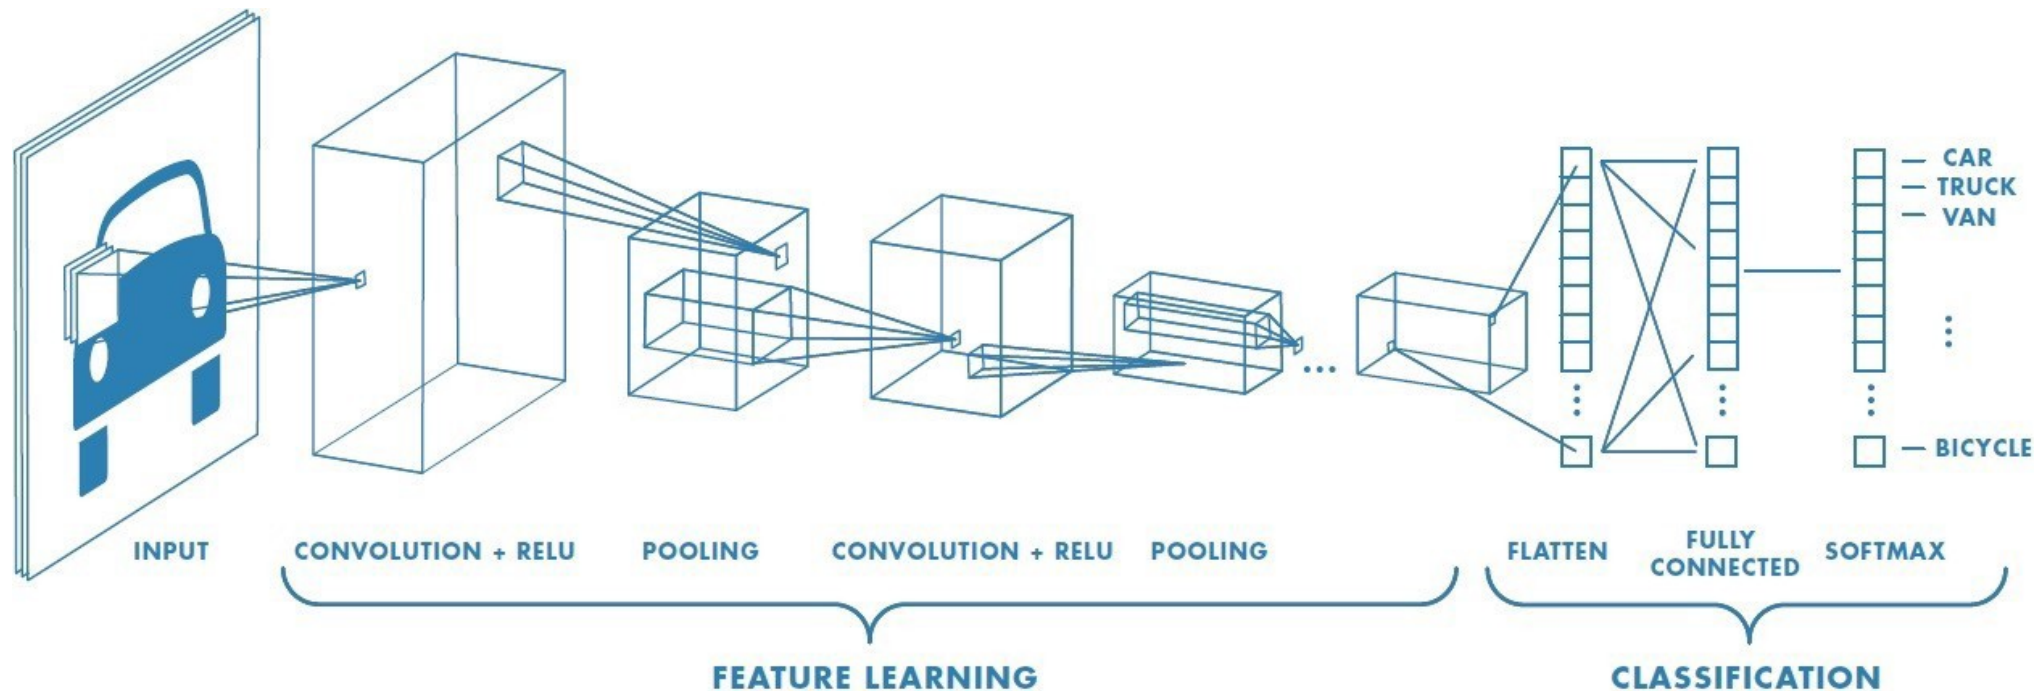 CAR
TRUCK
VAN
BICYCLE
INPUT
CONVOLUTION + RELU
POOLING
CONVOLUTION + RELU
POOLING
FLATTEN
FULLY
CONNECTED
SOFTMAX
FEATURE LEARNING
CLASSIFICATION